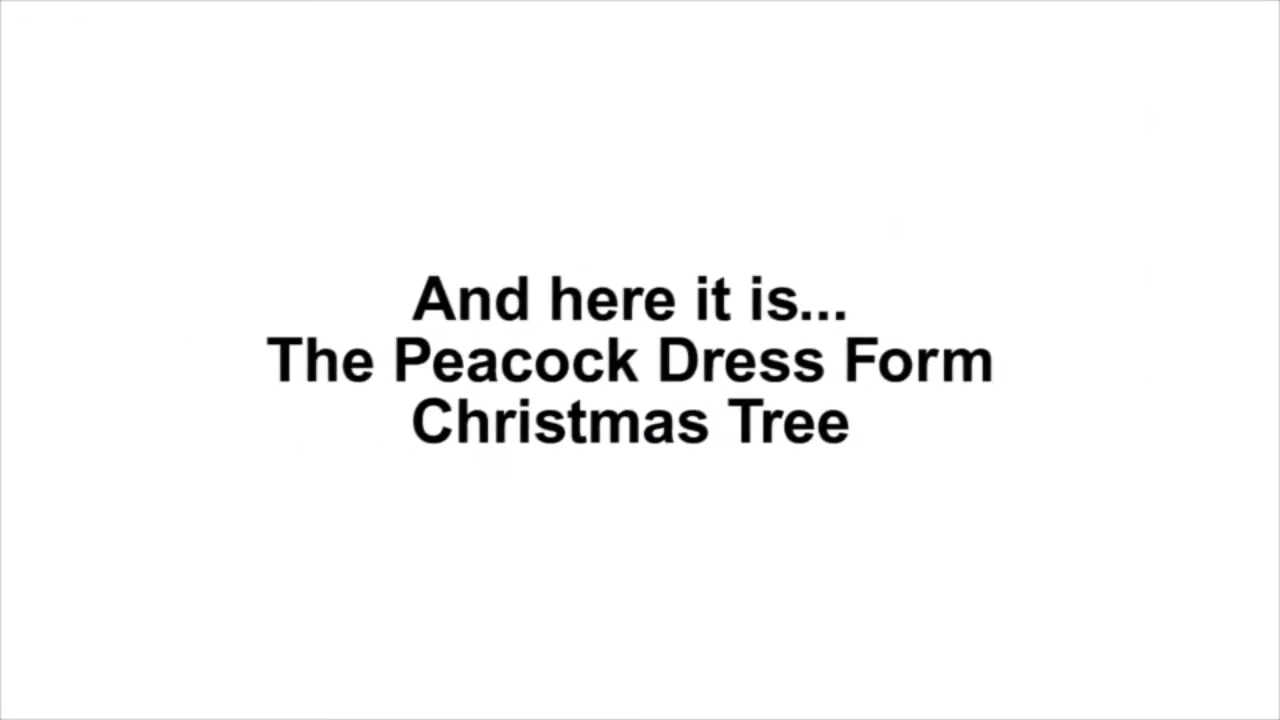 And here it is...
The Peacock Dress Form
Christmas Tree